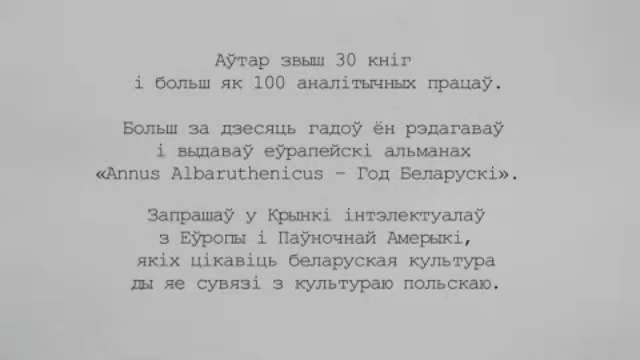 Аўтар звыш 30 кніг
і больш як 100 аналітычных працаў.
Больш за дзесяць гадоў ён рэдагаваў
і выдаваў еўрапейскі альманах
«Annus Albaruthenicus – Год Беларускі».
Запрашаў у Крынкі інтэлектуалаў
з Еўропы і Паўночнай Амерыкі,
якіх цікавіць беларуская культура
ды яе сувязі з культураю польскаю.